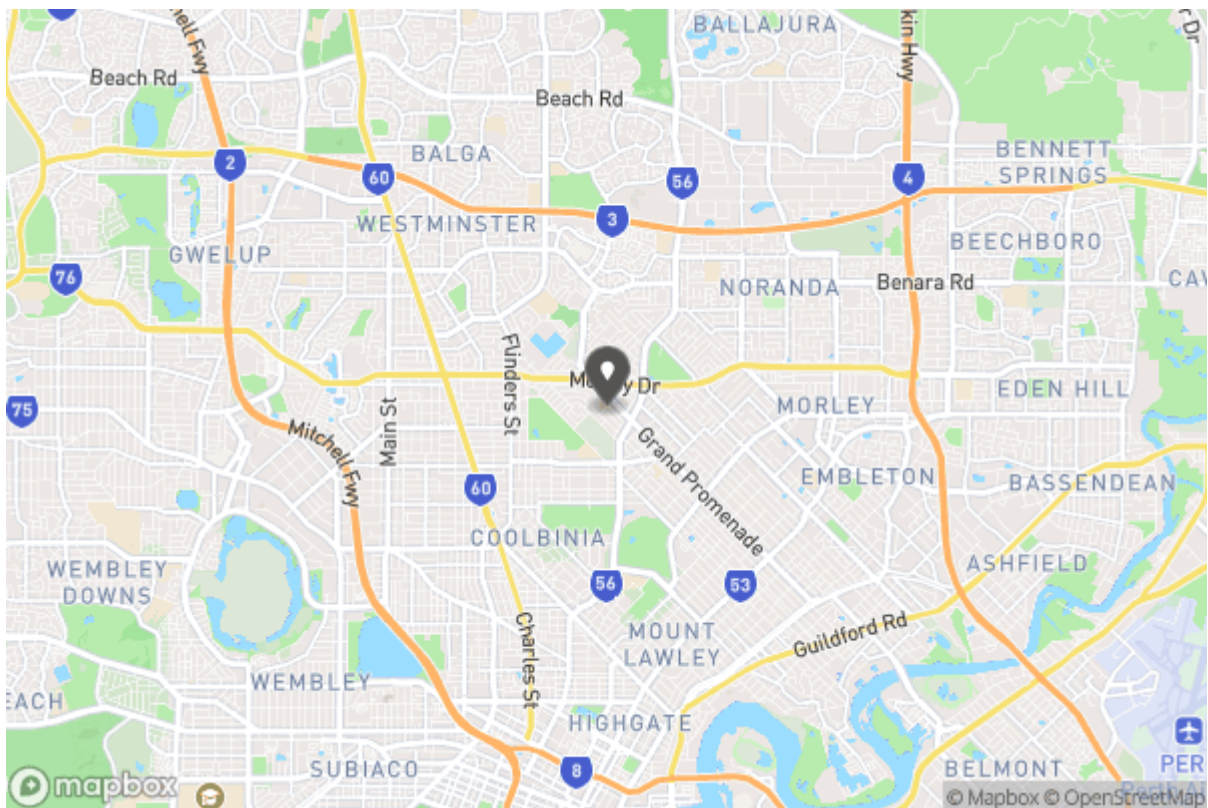 BALLAJURA
Beach Rd
Beach Rd
2
BALGA
60
56
4
BENNETT
SPRINGS
WESTMINSTER
3
GWELUP
BEECHBORO
76
NORANDA
Benara Rd
Flinders St
75
Main St
MORLEY
EDEN HILL
Mitchell Fwy
Grand Promenade
EMBLETON
BASSENDEAN
60
COOLBINIA
WEMBLEY
DOWNS
56
53
ASHFIELD
Charles St
MOUNT
LAWLEY
Guildford Rd
WEMBLEY
EACH
HIGHGATE
8
SUBIACO
BELMONT
PER
mapbox
© Mapbox © OpenStreetMap